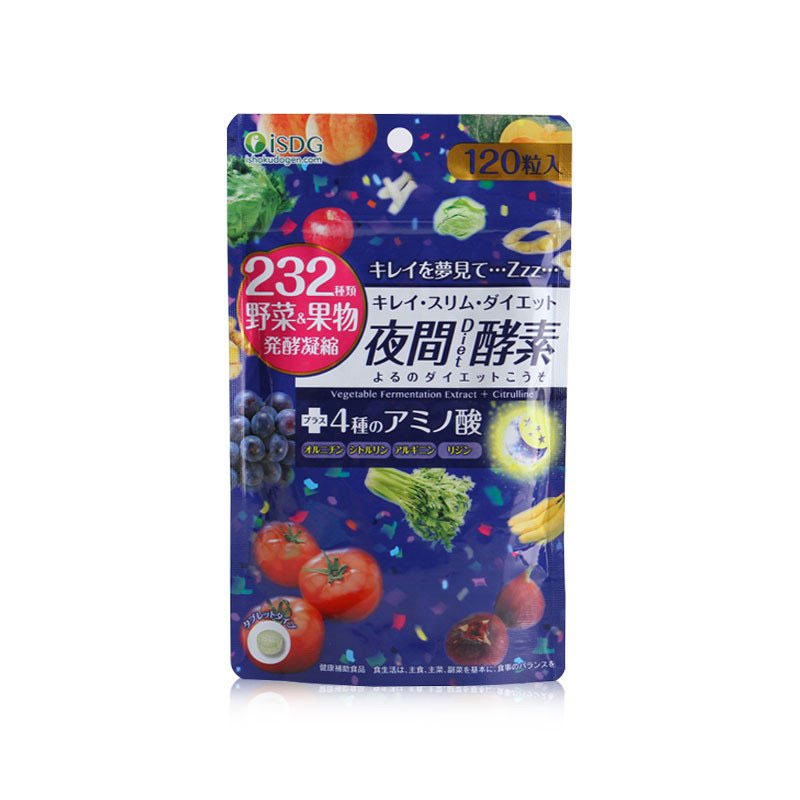 iSDG
ishokudogen.com
120粒入
232種類
野菜&果物
発酵凝縮
キレイを夢見て…Zzz…
キレイ・スリム・ダイエット
夜間Diet酵素
よるのダイエットこうそ
Vegetable Fermentation Extract + Citrulline
プラス
4種のアミノ酸
オルニチン シトルリン アルギニン リジン
タブレットタイプ
健康補助食品 食生活は、主食、主菜、副菜を基本に、食事のバランスを